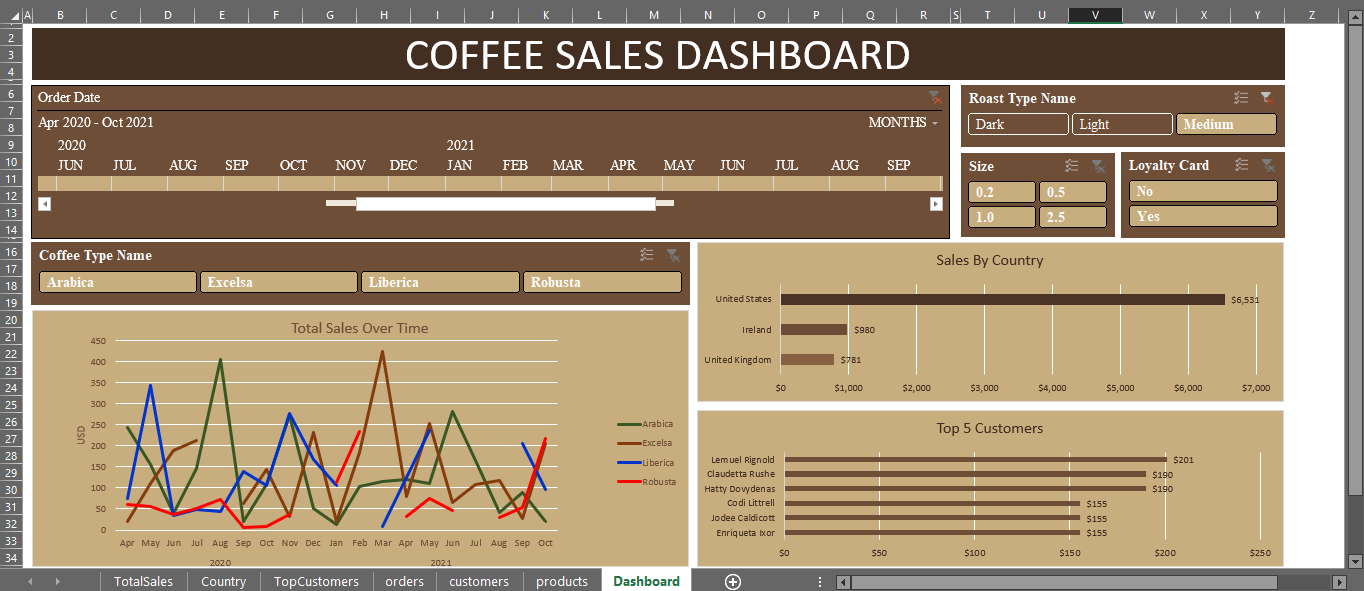 A B C D E F G H I J K L M N O P Q R S T U V W X Y Z
2
3
4
6
7
8
9
10
11
12
13
14
16
17
18
19
20
21
22
23
24
25
26
27
28
29
30
31
32
33
34
COFFEE SALES DASHBOARD
Order Date
Apr 2020 - Oct 2021 MONTHS
2020 2021
JUN JUL AUG SEP OCT NOV DEC JAN FEB MAR APR MAY JUN JUL AUG SEP
Roast Type Name
Dark Light Medium
Size
0.2 0.5
1.0 2.5
Loyalty Card
No
Yes
Coffee Type Name
Arabica Excelsa Liberica Robusta
Total Sales Over Time
450
400
350
300
250
200
150
100
50
0
USD
Apr May Jun Jul Aug Sep Oct Nov Dec Jan Feb Mar Apr May Jun Jul Aug Sep Oct
2020 2021
Arabica
Excelsa
Liberica
Robusta
Sales By Country
United States $6,531
Ireland $980
United Kingdom $781
$0 $1,000 $2,000 $3,000 $4,000 $5,000 $6,000 $7,000
Top 5 Customers
Lemuel Rignold $201
Claudetta Rushe $190
Hatty Dovydenas $190
Codi Littrell $155
Jodee Caldicott $155
Enriqueta Ixor $155
$0 $50 $100 $150 $200 $250
TotalSales Country TopCustomers orders customers products Dashboard